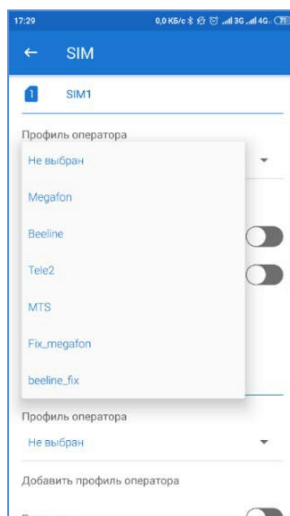 17:29 0,0 КБ/с 3G 4G
SIM
1 SIM1
Профиль оператора
Не выбран
Megafon
Beeline
Tele2
MTS
Fix_megafon
beeline_fix
Профиль оператора
Не выбран
Добавить профиль оператора